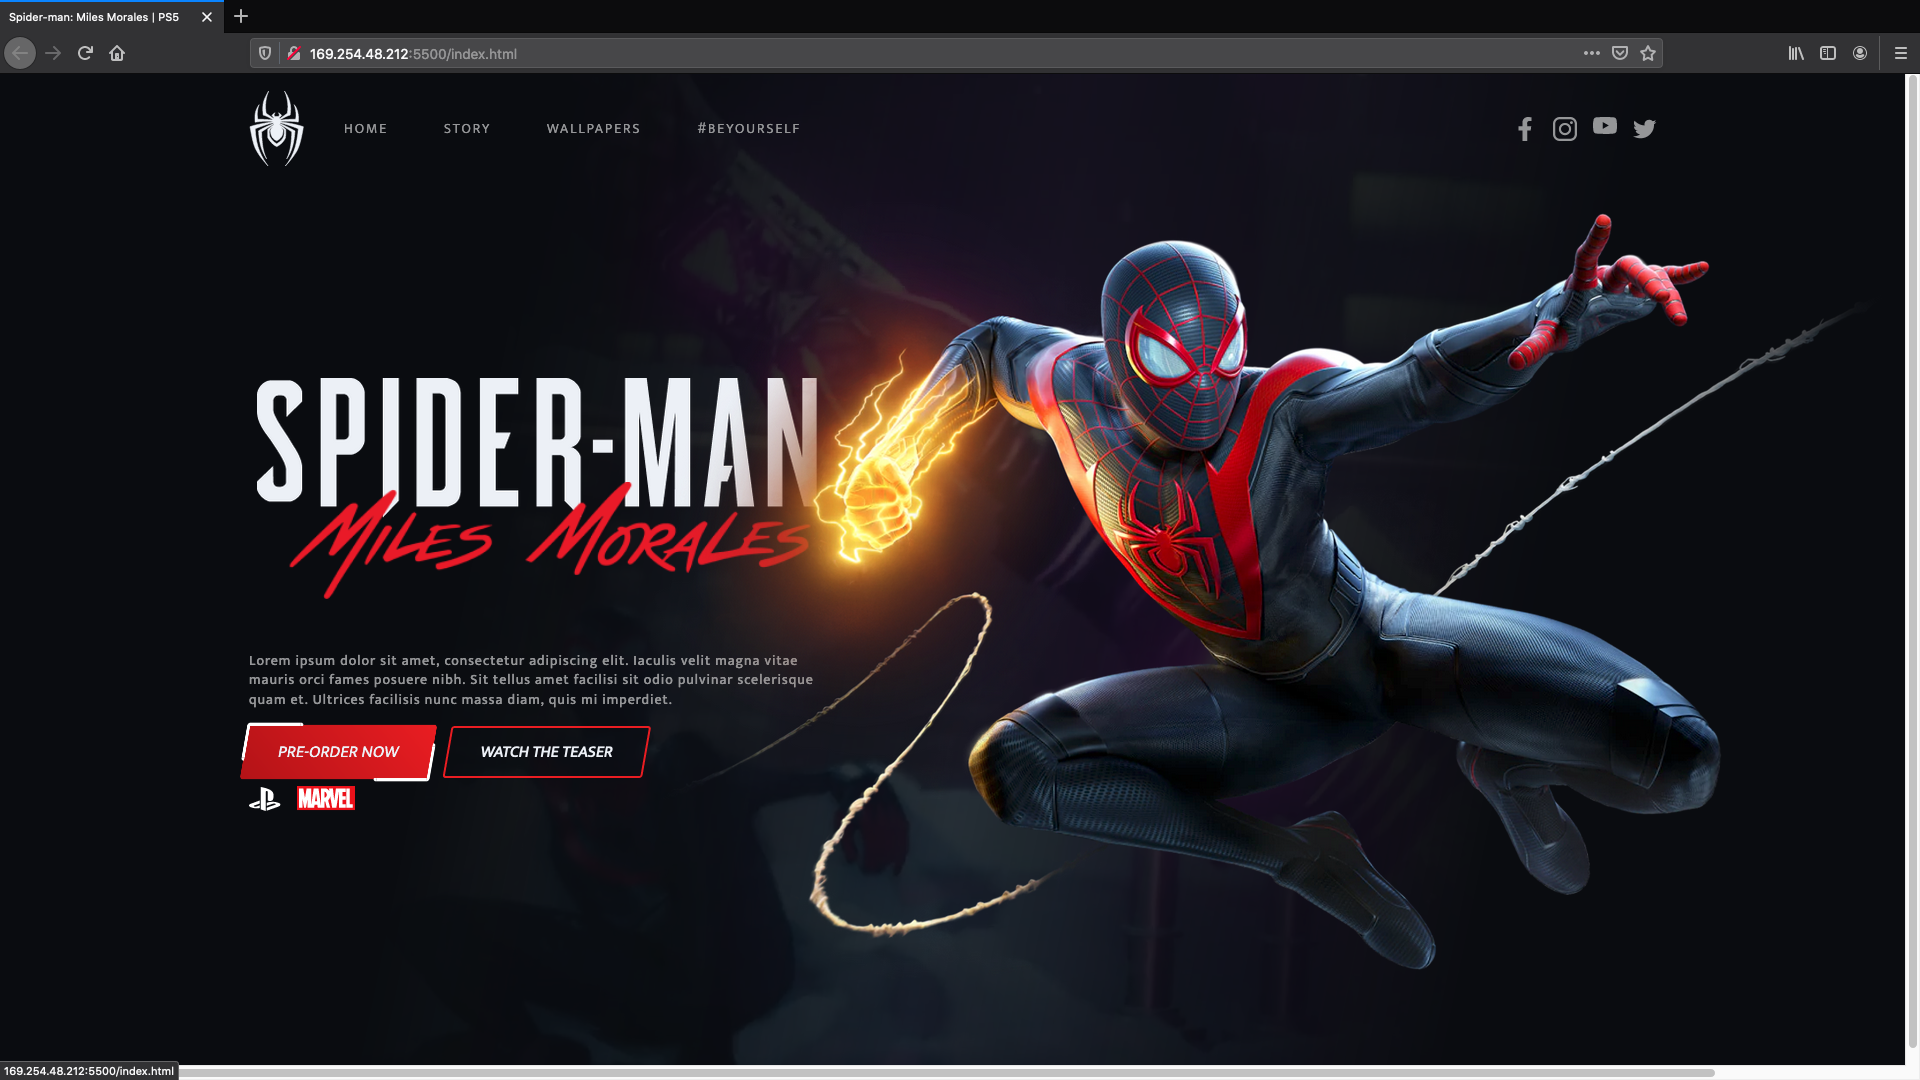 Spider-man: Miles Morales | PS5
169.254.48.212:5500/index.html
HOME STORY WALLPAPERS #BEYOURSELF
SPIDER-MAN
MILES MORALES
Lorem ipsum dolor sit amet, consectetur adipiscing elit. Iaculis velit magna vitae
mauris orci fames posuere nibh. Sit tellus amet facilisi sit odio pulvinar scelerisque
quam et. Ultrices facilisis nunc massa diam, quis mi imperdiet.
PRE-ORDER NOW WATCH THE TEASER
MARVEL
169.254.48.212:5500/index.html